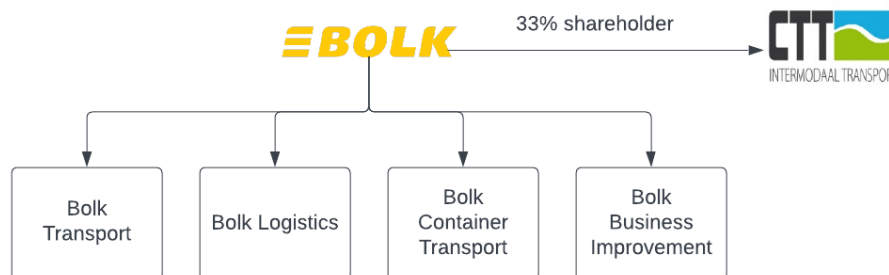 BOLK
33% shareholder
CTT
INTERMODAAL TRANSPOR
Bolk
Transport
Bolk Logistics
Bolk
Container
Transport
Bolk
Business
Improvement